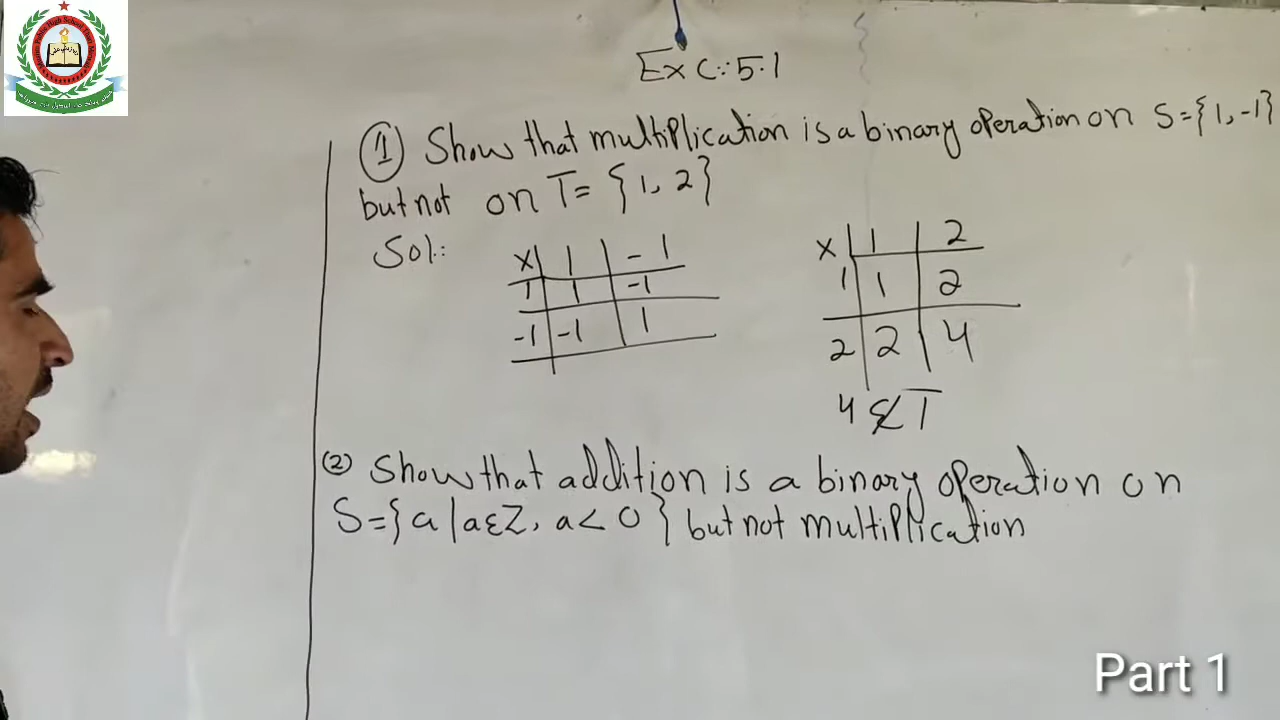 Exc:5.1
① Show that multiplication is a binary operation on S={1,-1}
but not on T={1,2}
Sol:
× 1 -1
1 1 -1
-1 -1 1
× 1 2
1 1 2
2 2 4
4∉T
(2) Show that addition is a binary operation on
S={a|a∈Z, a<0} but not multiplication
Part 1